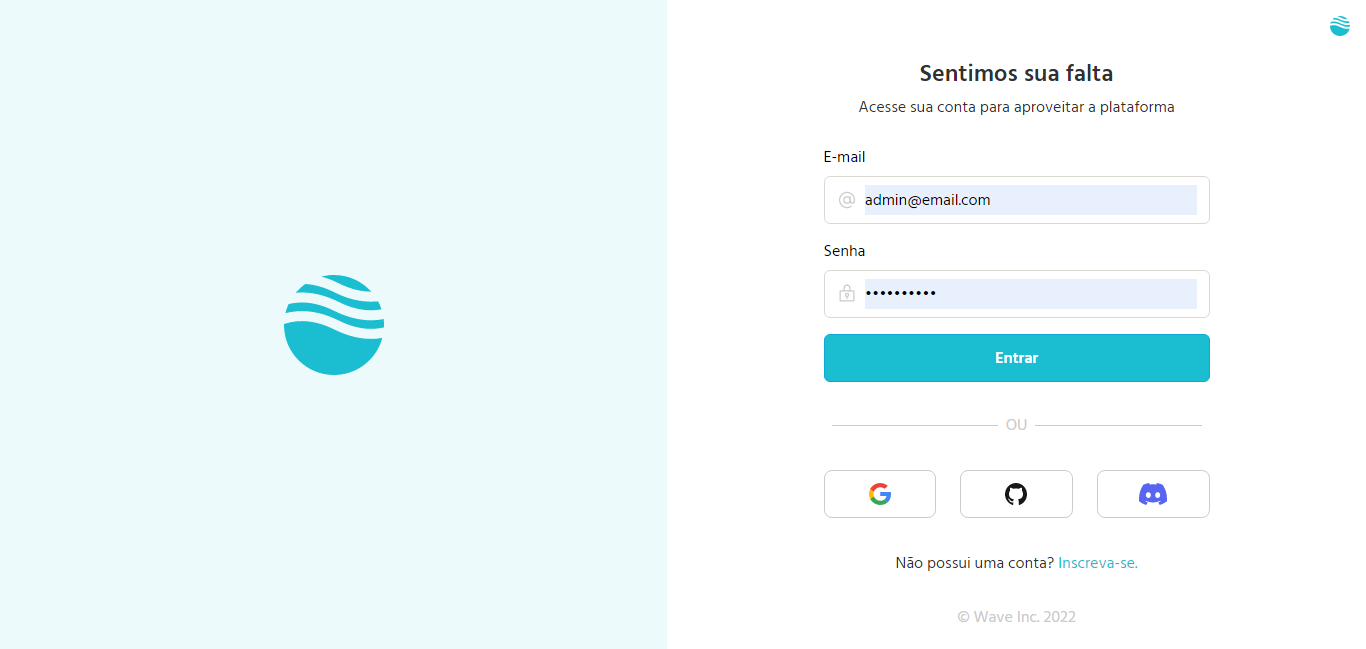 Sentimos sua falta
Acesse sua conta para aproveitar a plataforma
E-mail
admin@email.com
Senha
••••••••••
Entrar
OU
Não possui uma conta? Inscreva-se.
© Wave Inc. 2022